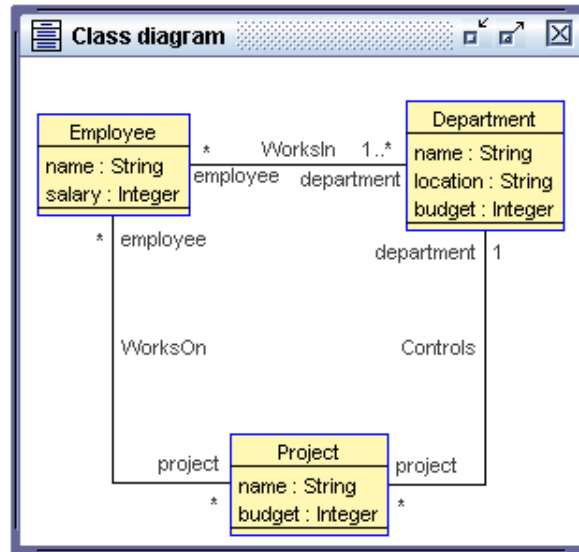 Class diagram
Employee
name : String
salary : Integer
* WorksIn 1..*
employee department
Department
name : String
location : String
budget : Integer
* employee
department 1
WorksOn
Controls
project
*
Project
name : String
budget : Integer
project
*